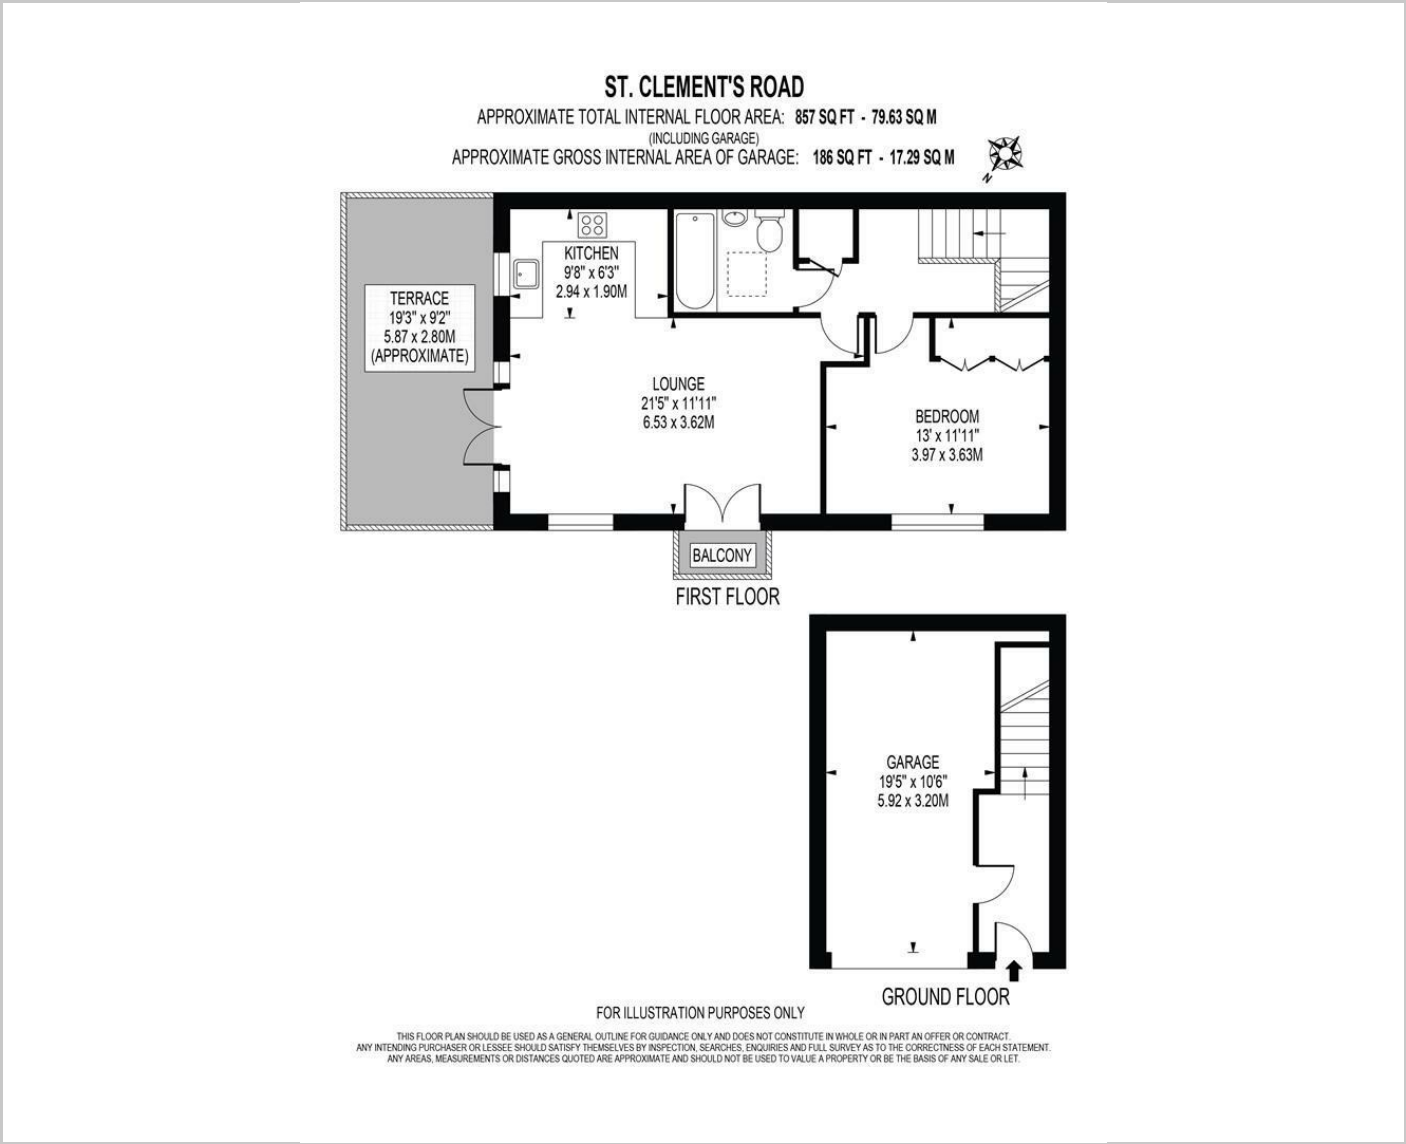 ST. CLEMENT'S ROAD
APPROXIMATE TOTAL INTERNAL FLOOR AREA: 857 SQ FT - 79.63 SQ M
(INCLUDING GARAGE)
APPROXIMATE GROSS INTERNAL AREA OF GARAGE: 186 SQ FT - 17.29 SQ M
N
KITCHEN
9'8" x 6'3"
2.94 x 1.90M
TERRACE
19'3" x 9'2"
5.87 x 2.80M
(APPROXIMATE)
LOUNGE
21'5" x 11'11"
6.53 x 3.62M
BEDROOM
13' x 11'11"
3.97 x 3.63M
BALCONY
FIRST FLOOR
GARAGE
19'5" x 10'6"
5.92 x 3.20M
GROUND FLOOR
FOR ILLUSTRATION PURPOSES ONLY
THIS FLOOR PLAN SHOULD BE USED AS A GENERAL OUTLINE FOR GUIDANCE ONLY AND DOES NOT CONSTITUTE IN WHOLE OR IN PART AN OFFER OR CONTRACT.
ANY INTENDING PURCHASER OR LESSEE SHOULD SATISFY THEMSELVES BY INSPECTION, SEARCHES, ENQUIRIES AND FULL SURVEY AS TO THE CORRECTNESS OF EACH STATEMENT.
ANY AREAS, MEASUREMENTS OR DISTANCES QUOTED ARE APPROXIMATE AND SHOULD NOT BE USED TO VALUE A PROPERTY OR BE THE BASIS OF ANY SALE OR LET.